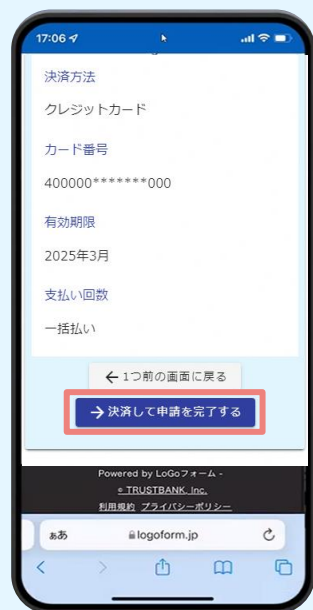 17:06
決済方法
クレジットカード
カード番号
400000*******000
有効期限
2025年3月
支払い回数
一括払い
← 1つ前の画面に戻る
→ 決済して申請を完了する
Powered by LoGoフォーム -
© TRUSTBANK, Inc.
利用規約 プライバシーポリシー
ぁあ logoform.jp